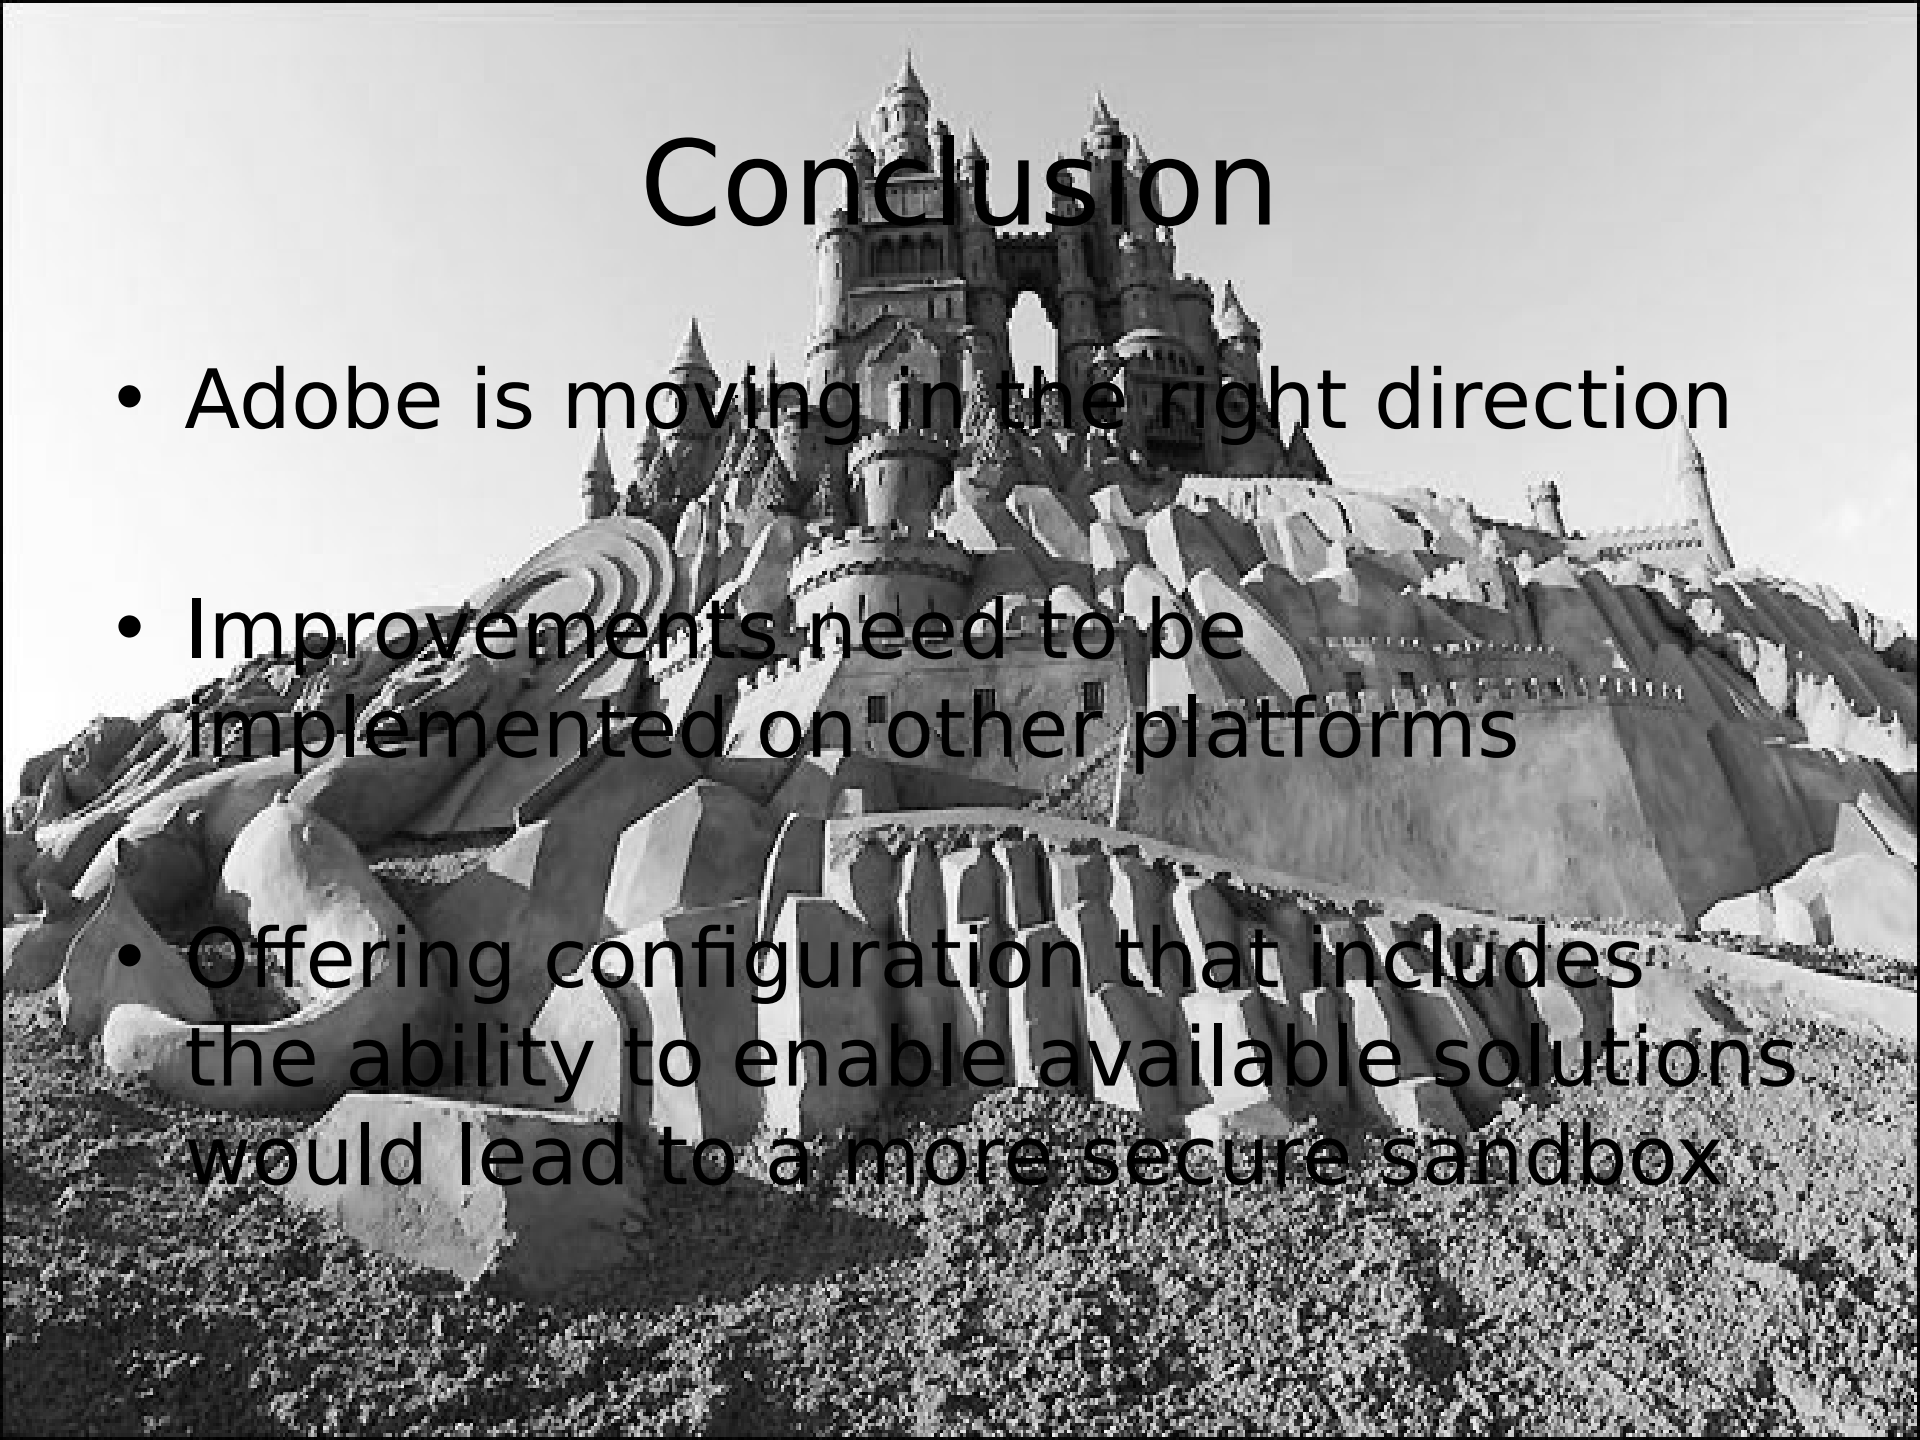 Conclusion
• Adobe is moving in the right direction
• Improvements need to be
implemented on other platforms
• Offering configuration that includes
the ability to enable available solutions
would lead to a more secure sandbox